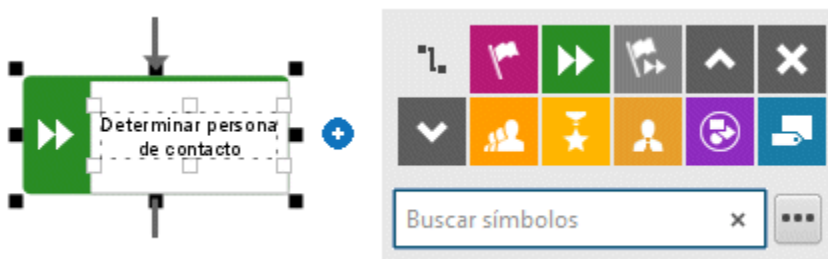 Determinar persona
de contacto
Buscar símbolos